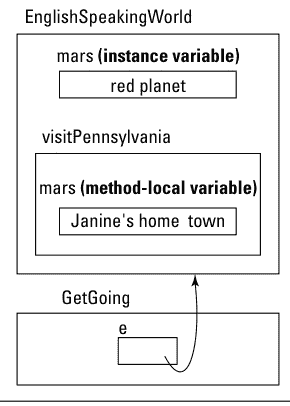 EnglishSpeakingWorld
mars (instance variable)
red planet
visitPennsylvania
mars (method-local variable)
Janine's home town
GetGoing
e